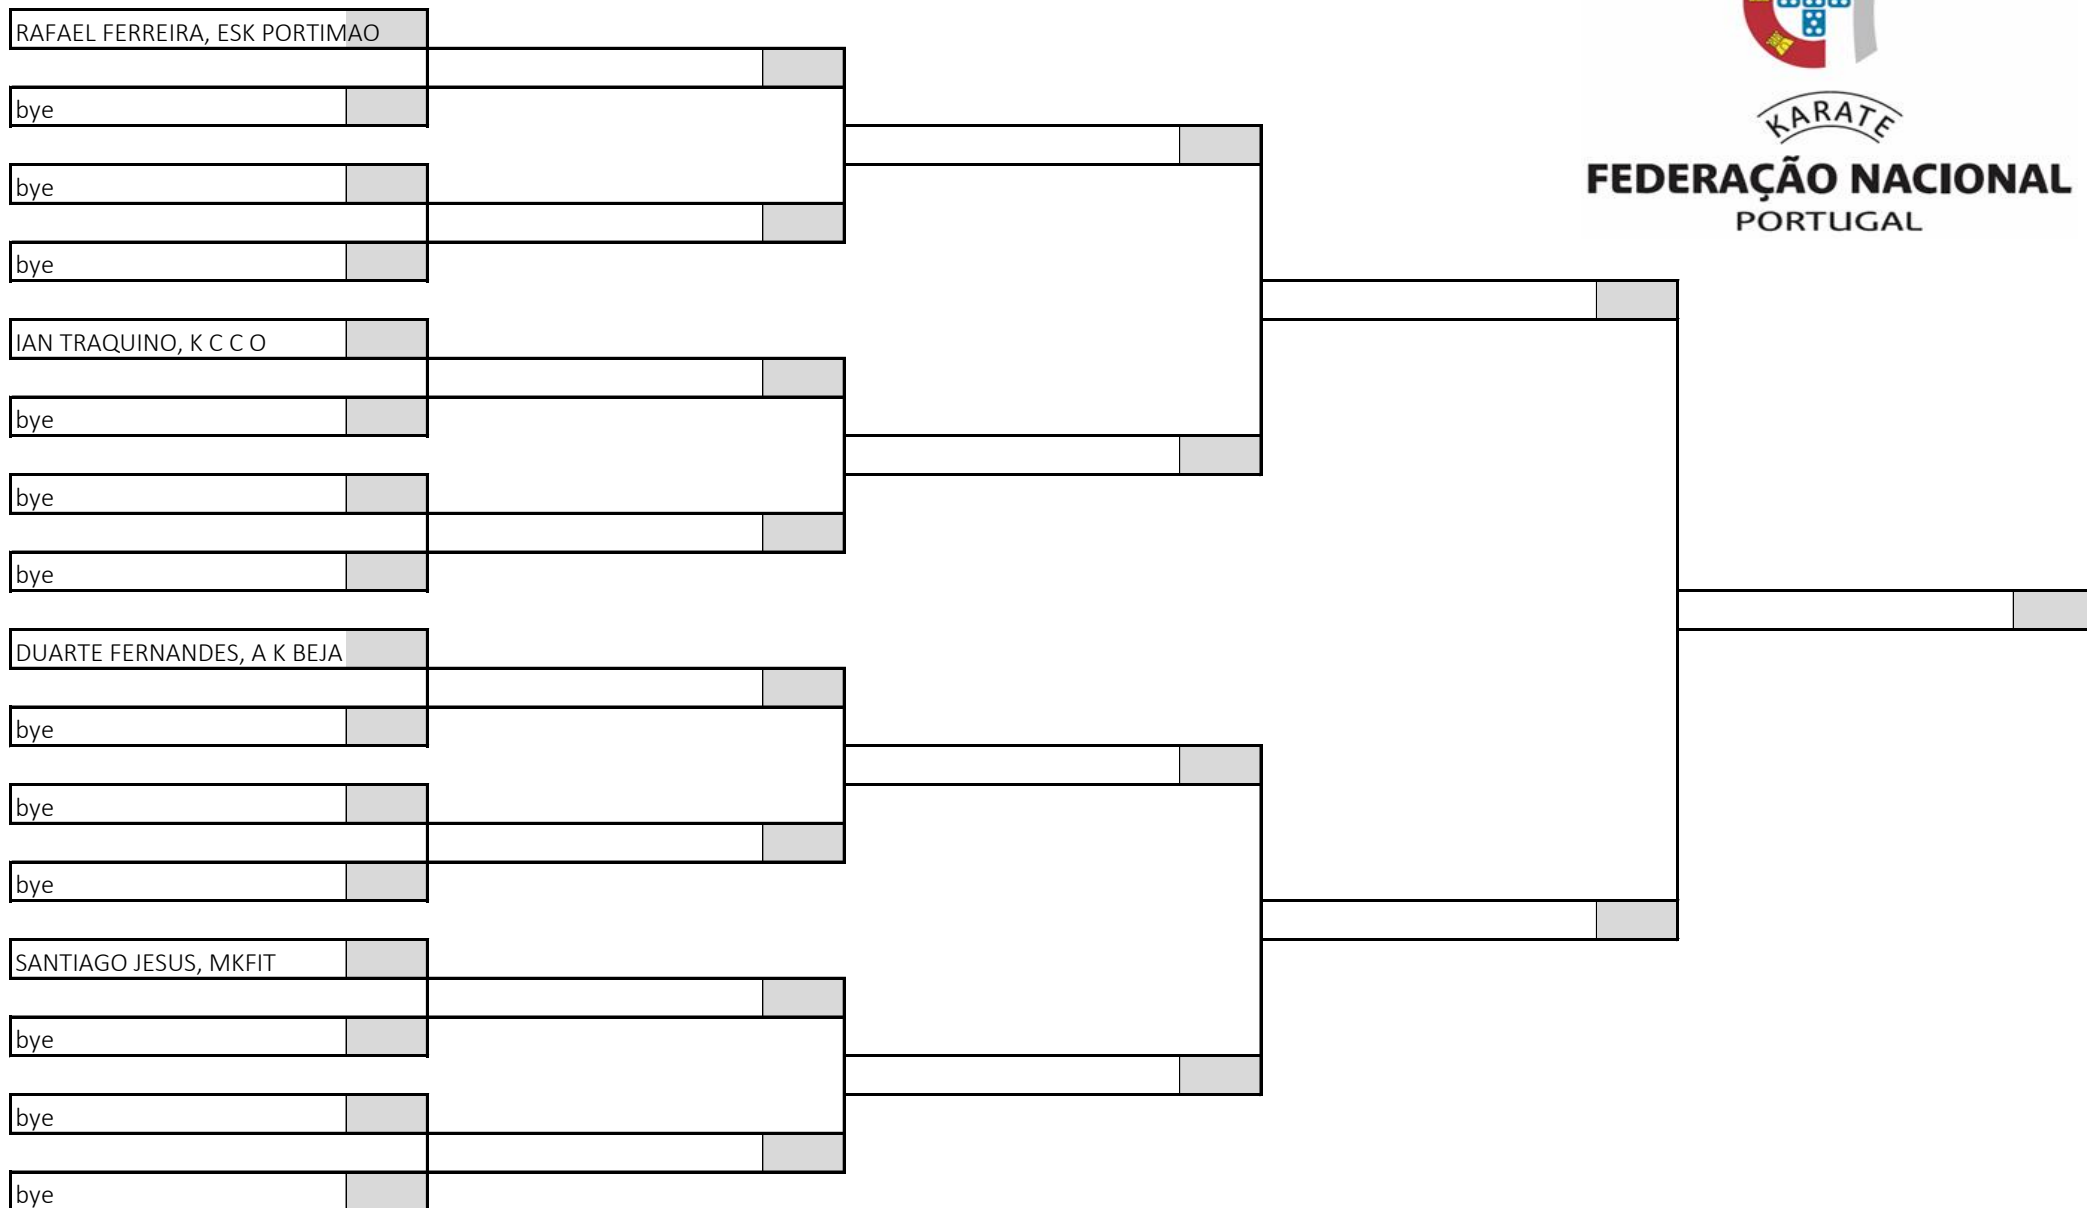 RAFAEL FERREIRA, ESK PORTIMAO
bye
bye
bye
IAN TRAQUINO, K C C O
bye
bye
bye
DUARTE FERNANDES, A K BEJA
bye
bye
bye
SANTIAGO JESUS, MKFIT
bye
bye
bye
KARATE
FEDERAÇÃO NACIONAL
PORTUGAL